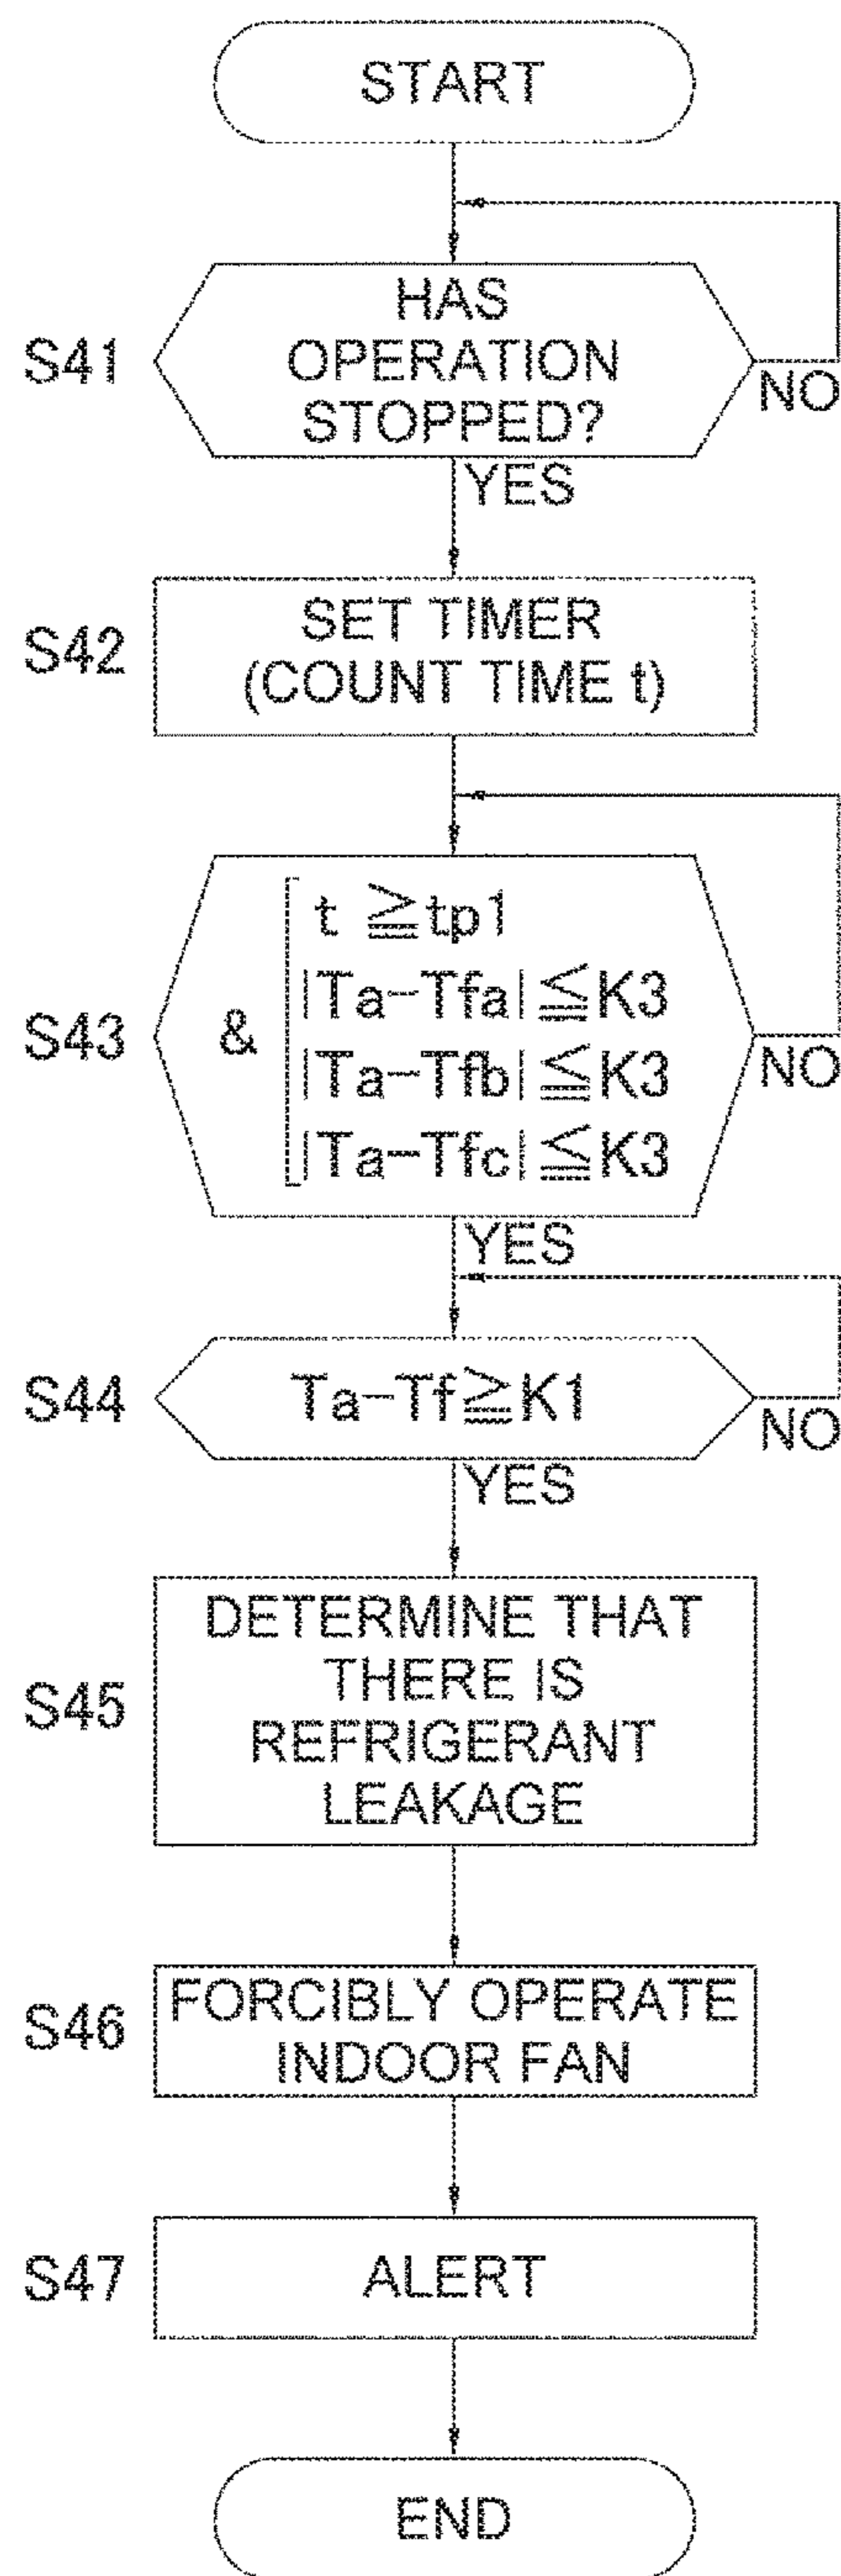 START
S41
HAS
OPERATION
STOPPED?
NO
YES
S42
SET TIMER
(COUNT TIME t)
S43
&
t ≧tp1
|Ta-Tfa|≦K3
|Ta-Tfb|≦K3
|Ta-Tfc|≦K3
NO
YES
S44
Ta-Tf≧K1
NO
YES
S45
DETERMINE THAT
THERE IS
REFRIGERANT
LEAKAGE
S46
FORCIBLY OPERATE
INDOOR FAN
S47
ALERT
END